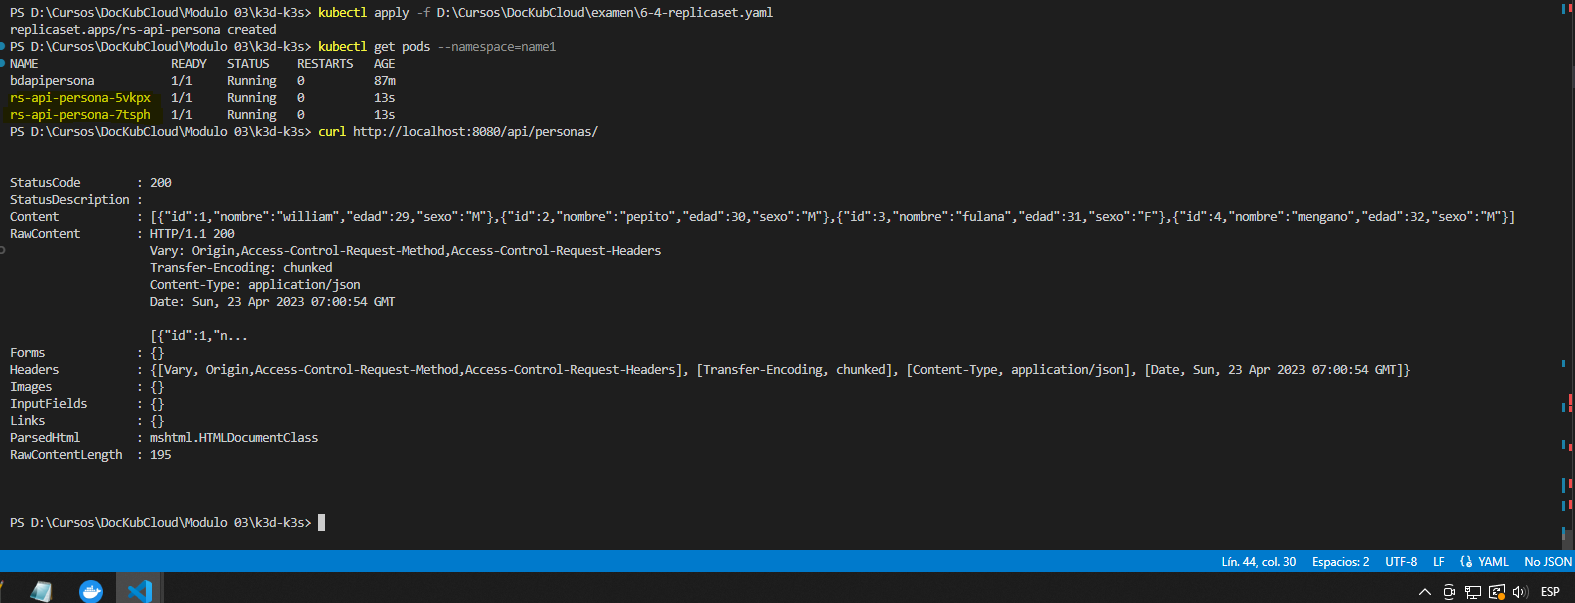 PS D:\Cursos\DocKubCloud\Modulo 03\k3d-k3s> kubectl apply -f D:\Cursos\DocKubCloud\examen\6-4-replicaset.yaml
replicaset.apps/rs-api-persona created
PS D:\Cursos\DocKubCloud\Modulo 03\k3d-k3s> kubectl get pods --namespace=name1
NAME READY STATUS RESTARTS AGE
bdapipersona 1/1 Running 0 87m
rs-api-persona-5vkpx 1/1 Running 0 13s
rs-api-persona-7tsph 1/1 Running 0 13s
PS D:\Cursos\DocKubCloud\Modulo 03\k3d-k3s> curl http://localhost:8080/api/personas/
StatusCode : 200
StatusDescription :
Content : [{"id":1,"nombre":"william","edad":29,"sexo":"M"},{"id":2,"nombre":"pepito","edad":30,"sexo":"M"},{"id":3,"nombre":"fulana","edad":31,"sexo":"F"},{"id":4,"nombre":"mengano","edad":32,"sexo":"M"}]
RawContent : HTTP/1.1 200
Vary: Origin,Access-Control-Request-Method,Access-Control-Request-Headers
Transfer-Encoding: chunked
Content-Type: application/json
Date: Sun, 23 Apr 2023 07:00:54 GMT
[{"id":1,"n...
Forms : {}
Headers : {[Vary, Origin,Access-Control-Request-Method,Access-Control-Request-Headers], [Transfer-Encoding, chunked], [Content-Type, application/json], [Date, Sun, 23 Apr 2023 07:00:54 GMT]}
Images : {}
InputFields : {}
Links : {}
ParsedHtml : mshtml.HTMLDocumentClass
RawContentLength : 195
PS D:\Cursos\DocKubCloud\Modulo 03\k3d-k3s>
Lín. 44, col. 30 Espacios: 2 UTF-8 LF YAML No JSON
ESP